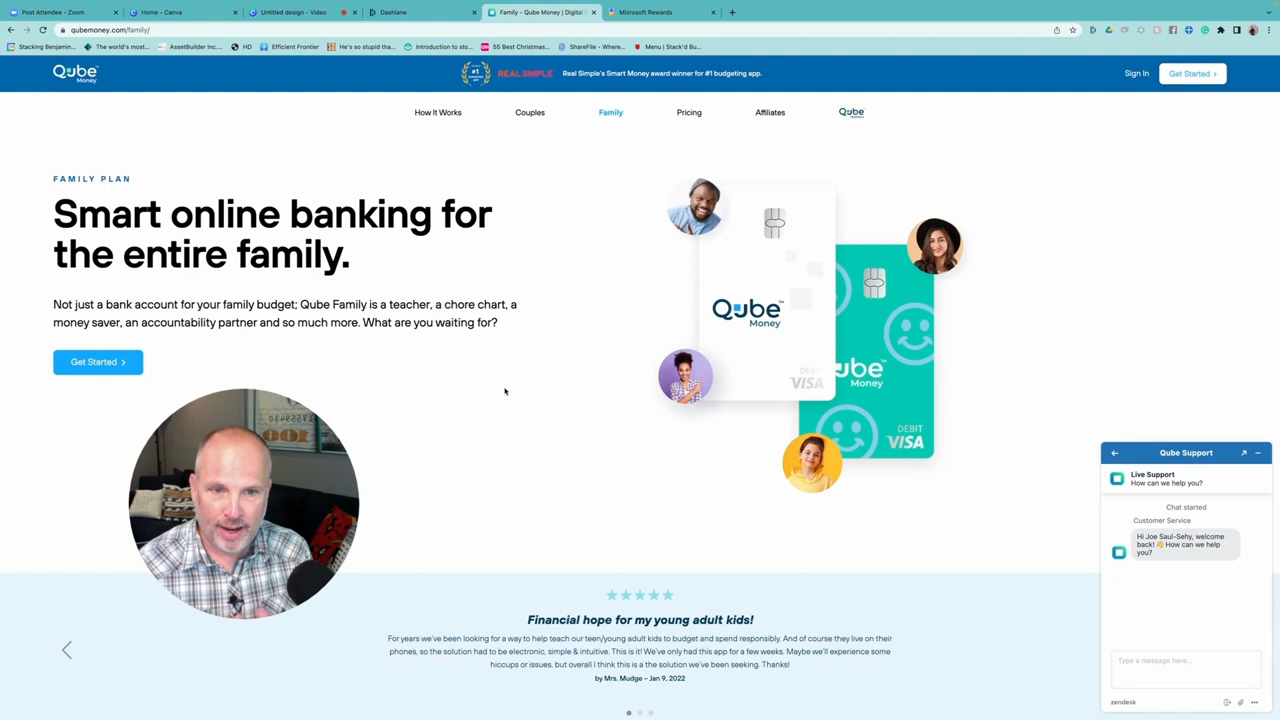 Post Attendee - Zoom
Home - Canva
Untitled design - Video
Dashlane
Family - Qube Money | Digital
Microsoft Rewards
qubemoney.com/family/
Stacking Benjamin...
The world's most...
AssetBuilder Inc....
HD
Efficient Frontier
He's so stupid tha...
Introduction to sto...
55 Best Christmas...
ShareFile - Where...
Menu | Stack'd Bu...
Qube Money
#1
REAL SIMPLE
Real Simple's Smart Money award winner for #1 budgeting app.
Sign In
Get Started
How It Works
Couples
Family
Pricing
Affiliates
Qube
FAMILY PLAN
Smart online banking for
the entire family.
Not just a bank account for your family budget; Qube Family is a teacher, a chore chart, a
money saver, an accountability partner and so much more. What are you waiting for?
Get Started
Qube™
Money
DEBIT
VISA
ube™
Money
DEBIT
VISA
Qube Support
Live Support
How can we help you?
Chat started
Customer Service
Hi Joe Saul-Sehy, welcome
back! 👋 How can we help
you?
Type a message here...
zendesk
Financial hope for my young adult kids!
For years we've been looking for a way to help teach our teen/young adult kids to budget and spend responsibly. And of course they live on their
phones, so the solution had to be electronic, simple & intuitive. This is it! We've only had this app for a few weeks. Maybe we'll experience some
hiccups or issues, but overall I think this is a the solution we've been seeking. Thanks!
by Mrs. Mudge – Jan 9, 2022